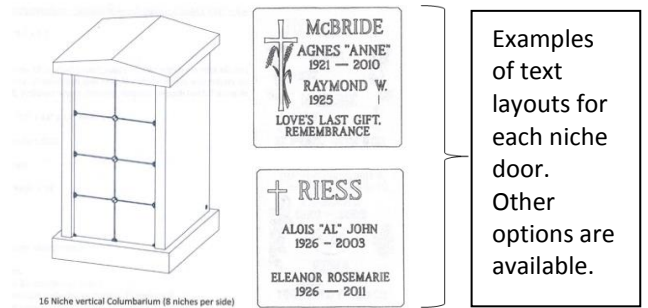 McBRIDE
AGNES "ANNE"
1921 — 2010
RAYMOND W.
1925
LOVE'S LAST GIFT,
REMEMBRANCE
RIESS
ALOIS "AL" JOHN
1926 – 2003
ELEANOR ROSEMARIE
1926 — 2011
16 Niche vertical Columbarium (8 niches per side)
Examples
of text
layouts for
each niche
door.
Other
options are
available.